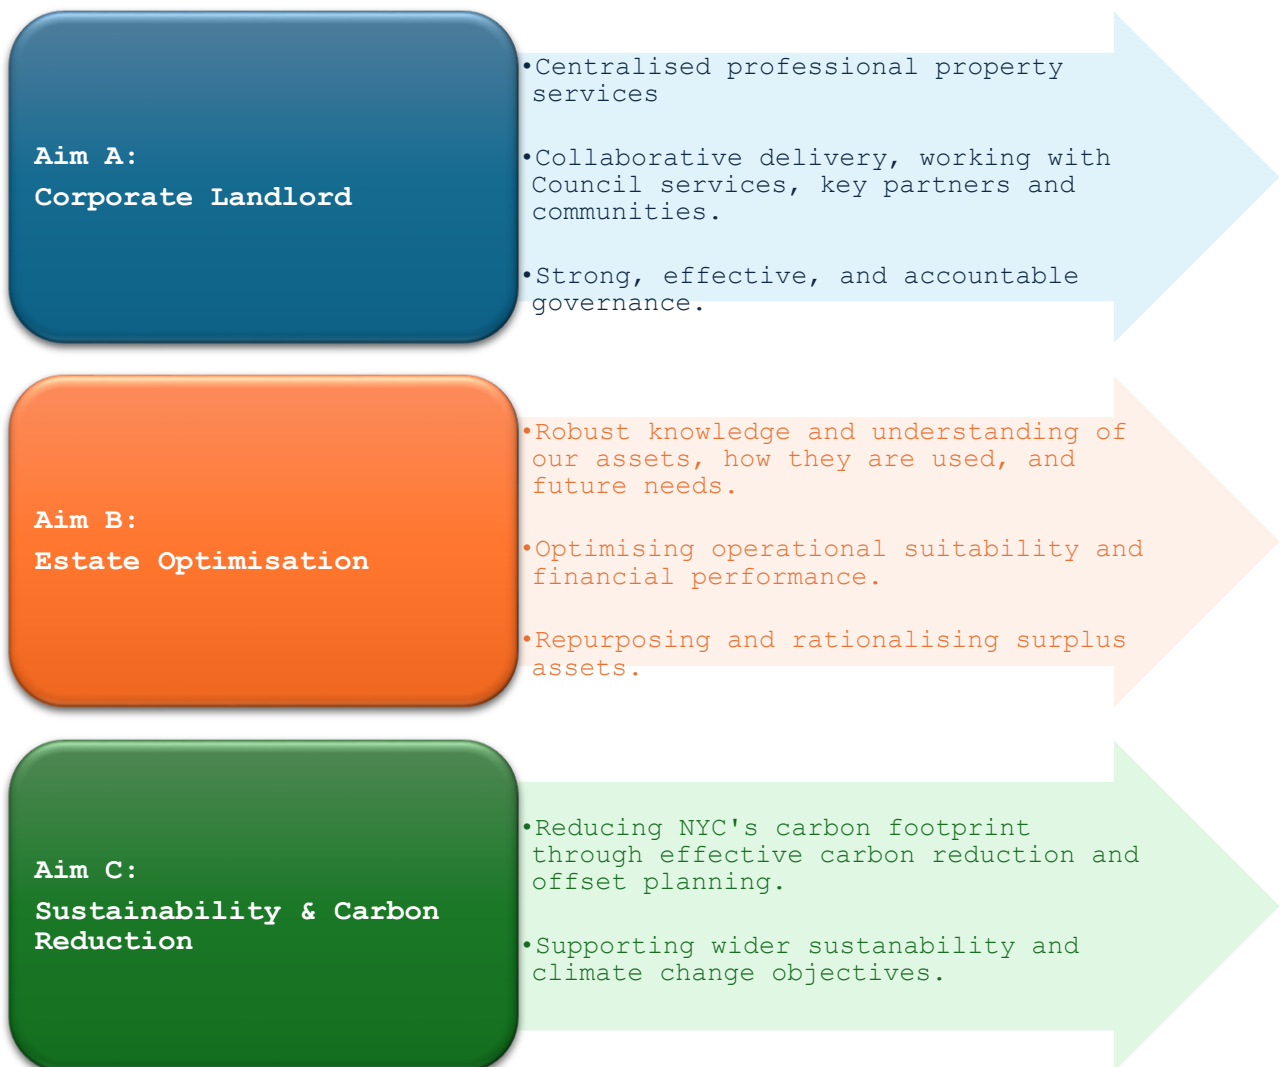 Aim A:
Corporate Landlord
•Centralised professional property
services
•Collaborative delivery, working with
Council services, key partners and
communities.
•Strong, effective, and accountable
governance.
Aim B:
Estate Optimisation
•Robust knowledge and understanding of
our assets, how they are used, and
future needs.
•Optimising operational suitability and
financial performance.
•Repurposing and rationalising surplus
assets.
Aim C:
Sustainability & Carbon
Reduction
•Reducing NYC's carbon footprint
through effective carbon reduction and
offset planning.
•Supporting wider sustanability and
climate change objectives.